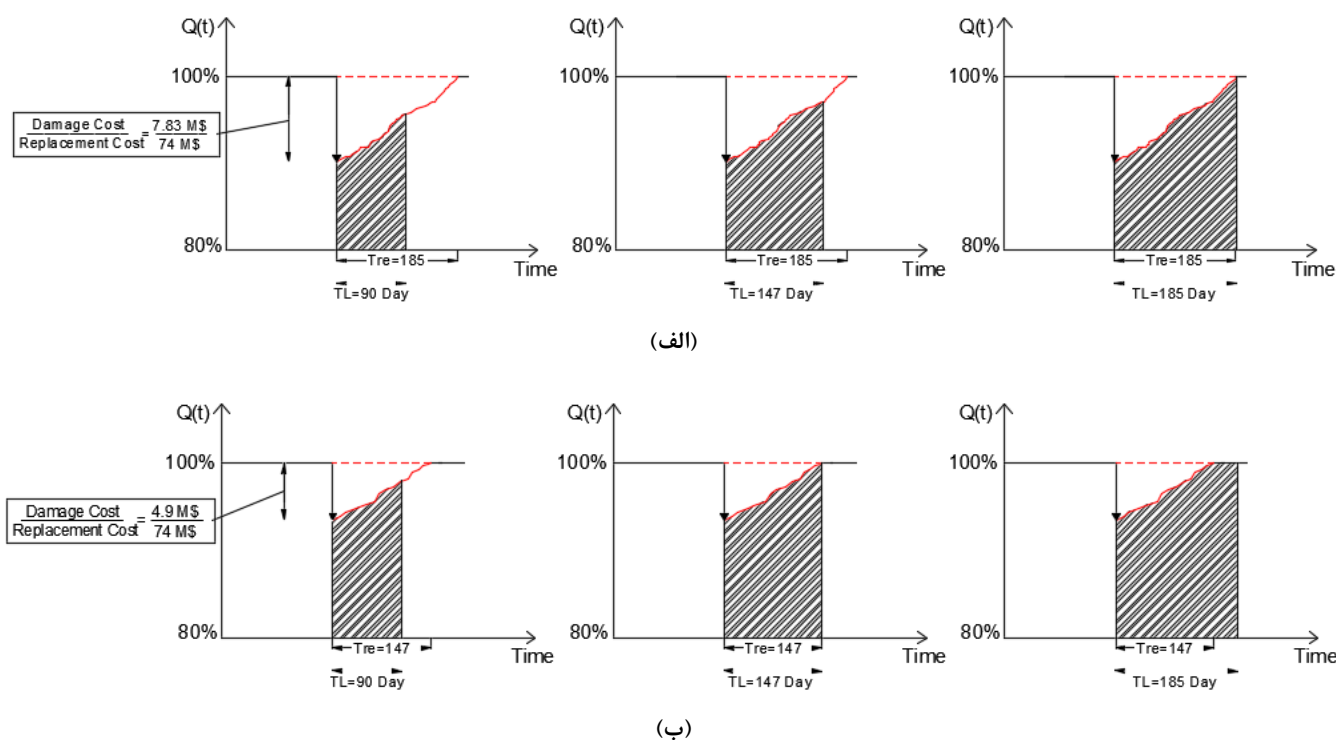 Q(t)
100%
Damage Cost
Replacement Cost
=
7.83 M$
74 M$
80%
Tre=185
Time
TL=90 Day
Q(t)
100%
80%
Tre=185
Time
TL=147 Day
Q(t)
100%
80%
Tre=185
Time
TL=185 Day
(الف)
Q(t)
100%
Damage Cost
Replacement Cost
=
4.9 M$
74 M$
80%
Tre=147
Time
TL=90 Day
Q(t)
100%
80%
Tre=147
Time
TL=147 Day
Q(t)
100%
80%
Tre=147
Time
TL=185 Day
(ب)